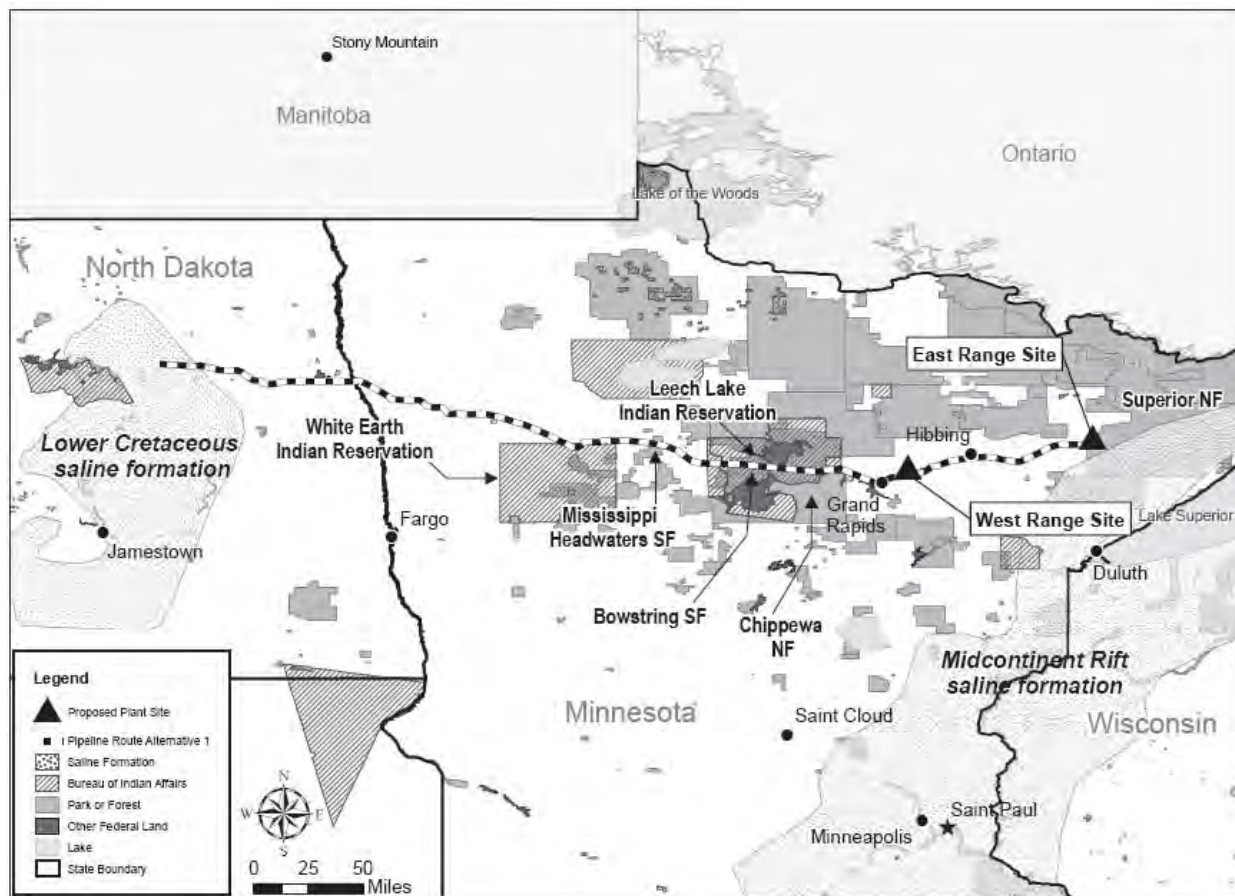 Stony Mountain
Manitoba
Ontario
Lake of the Woods
North Dakota
East Range Site
Leech Lake
Indian Reservation
Superior NF
White Earth
Indian Reservation
Hibbing
Lower Cretaceous
saline formation
Grand
Rapids
West Range Site
Mississippi
Headwaters SF
Fargo
Lake Superior
Jamestown
Duluth
Bowstring SF
Chippewa
NF
Midcontinent Rift
saline formation
Minnesota
Saint Cloud
Wisconsin
Saint Paul
Minneapolis
Legend
Proposed Plant Site
Pipeline Route Alternative 1
Saline Formation
Bureau of Indian Affairs
Park or Forest
Other Federal Land
Lake
State Boundary
N
W E
S
0 25 50
Miles